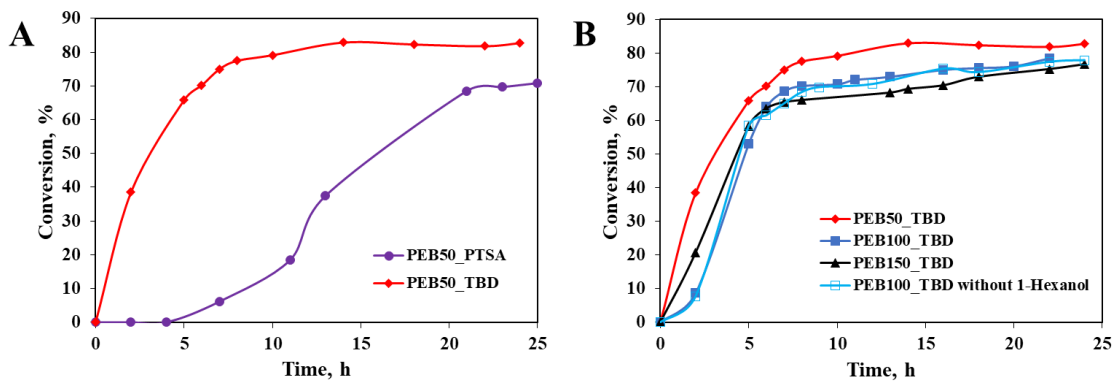 A
Conversion, %
90
80
70
60
50
40
30
20
10
0
0 5 10 15 20 25
Time, h
PEB50_PTSA
PEB50_TBD
B
Conversion, %
90
80
70
60
50
40
30
20
10
0
0 5 10 15 20 25
Time, h
PEB50_TBD
PEB100_TBD
PEB150_TBD
PEB100_TBD without 1-Hexanol